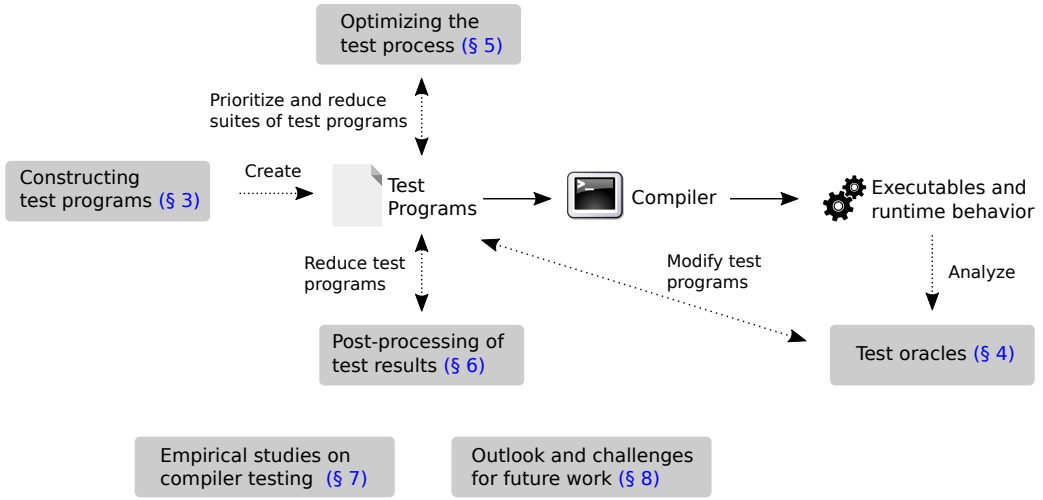 Optimizing the
test process (§ 5)
Prioritize and reduce
suites of test programs
Constructing
test programs (§ 3)
Create
Test
Programs
>_
Compiler
Executables and
runtime behavior
Reduce test
programs
Modify test
programs
Analyze
Post-processing of
test results (§ 6)
Test oracles (§ 4)
Empirical studies on
compiler testing (§ 7)
Outlook and challenges
for future work (§ 8)